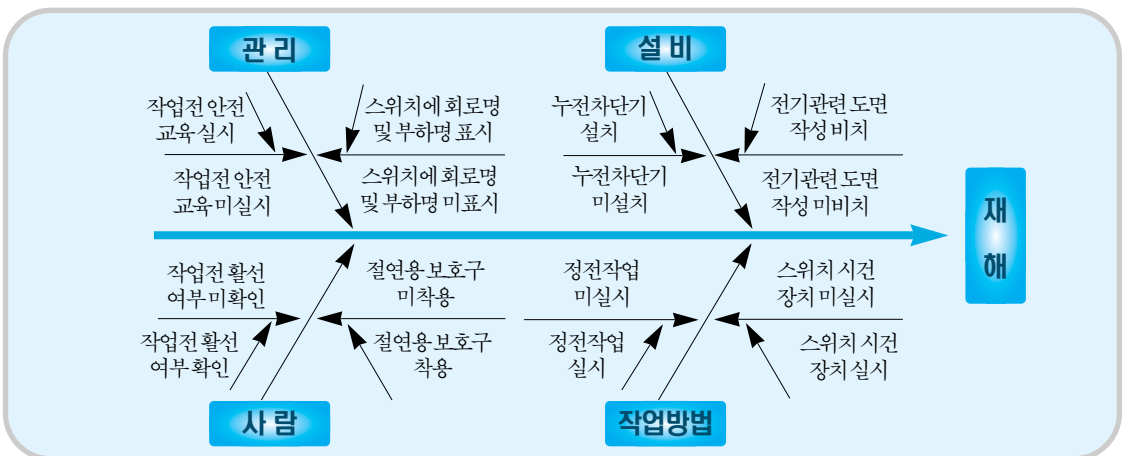 관 리
설 비
작업전 안전
교육 실시
스위치에 회로명
및 부하명 표시
누전차단기
설치
전기관련 도면
작성 비치
작업전 안전
교육 미실시
스위치에 회로명
및 부하명 미표시
누전차단기
미설치
전기관련 도면
작성 미비치
재
해
작업전 활선
여부 미확인
절연용 보호구
미착용
정전작업
미실시
스위치 시건
장치 미실시
작업전 활선
여부 확인
절연용 보호구
착용
정전작업
실시
스위치 시건
장치 실시
사 람
작업방법